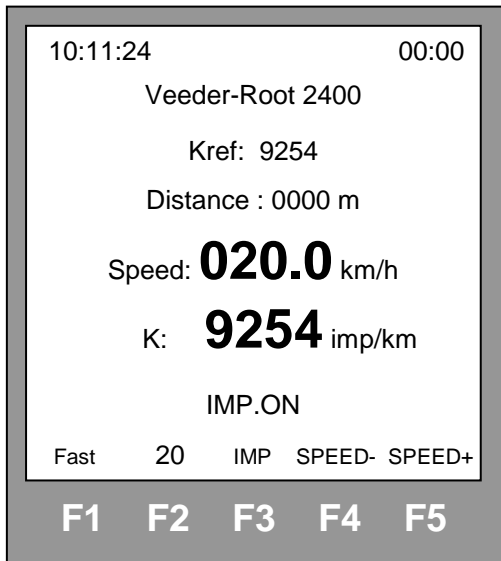 10:11:24 00:00
Veeder-Root 2400
Kref: 9254
Distance : 0000 m
Speed: 020.0 km/h
K: 9254 imp/km
IMP.ON
Fast 20 IMP SPEED- SPEED+
F1 F2 F3 F4 F5